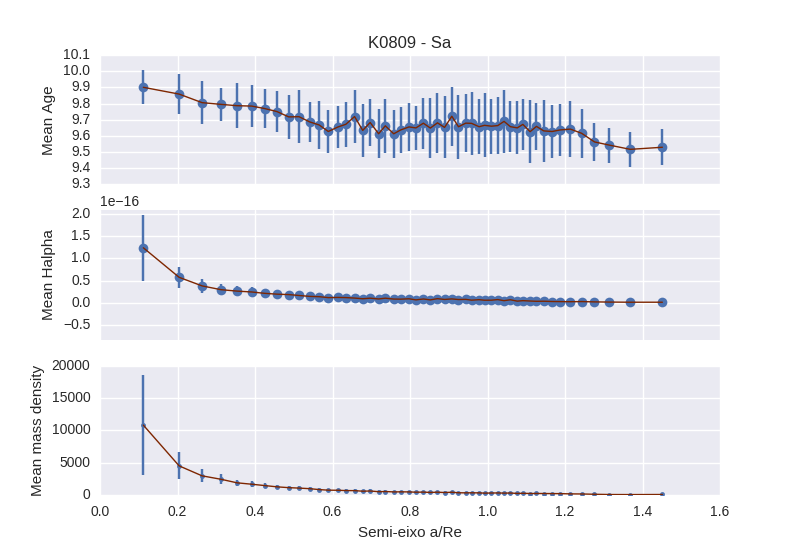 K0809 - Sa
10.1
10.0
9.9
9.8
9.7
9.6
9.5
9.4
9.3
Mean Age
1e−16
2.0
1.5
1.0
0.5
0.0
−0.5
Mean Halpha
20000
15000
10000
5000
0
Mean mass density
0.0 0.2 0.4 0.6 0.8 1.0 1.2 1.4 1.6
Semi-eixo a/Re